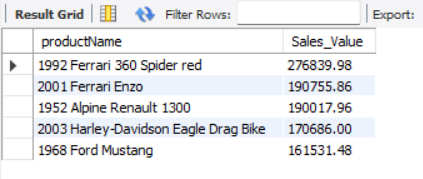 Result Grid Filter Rows: Export:
productName Sales_Value
1992 Ferrari 360 Spider red 276839.98
2001 Ferrari Enzo 190755.86
1952 Alpine Renault 1300 190017.96
2003 Harley-Davidson Eagle Drag Bike 170686.00
1968 Ford Mustang 161531.48